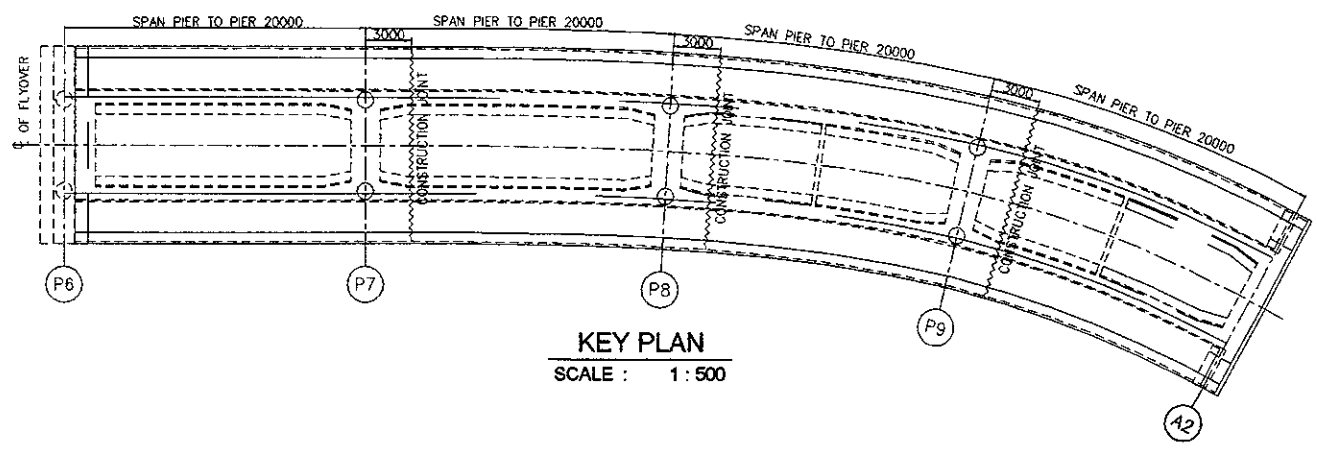 SPAN PIER TO PIER 20000
SPAN PIER TO PIER 20000
SPAN PIER TO PIER 20000
SPAN PIER TO PIER 20000
3000
3000
3000
℄ OF FLYOVER
CONSTRUCTION JOINT
CONSTRUCTION JOINT
CONSTRUCTION JOINT
P6
P7
P8
P9
A2
KEY PLAN
SCALE : 1 : 500